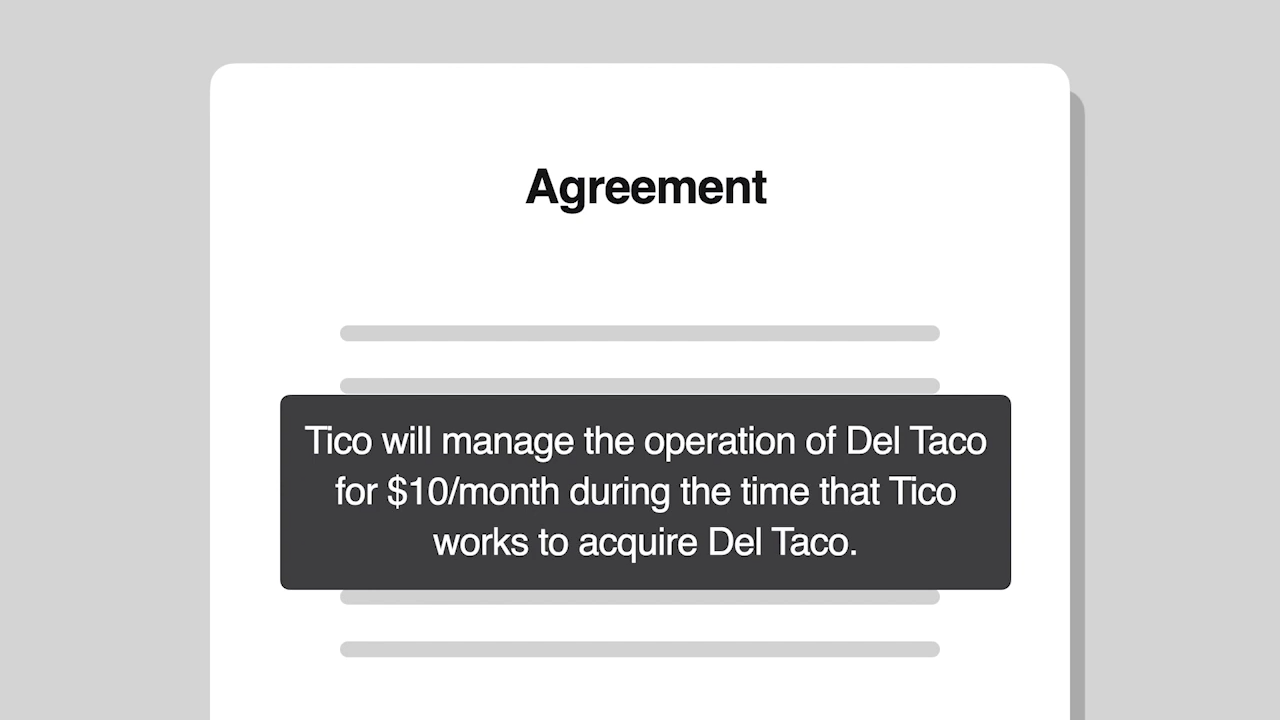 Agreement
Tico will manage the operation of Del Taco
for $10/month during the time that Tico
works to acquire Del Taco.